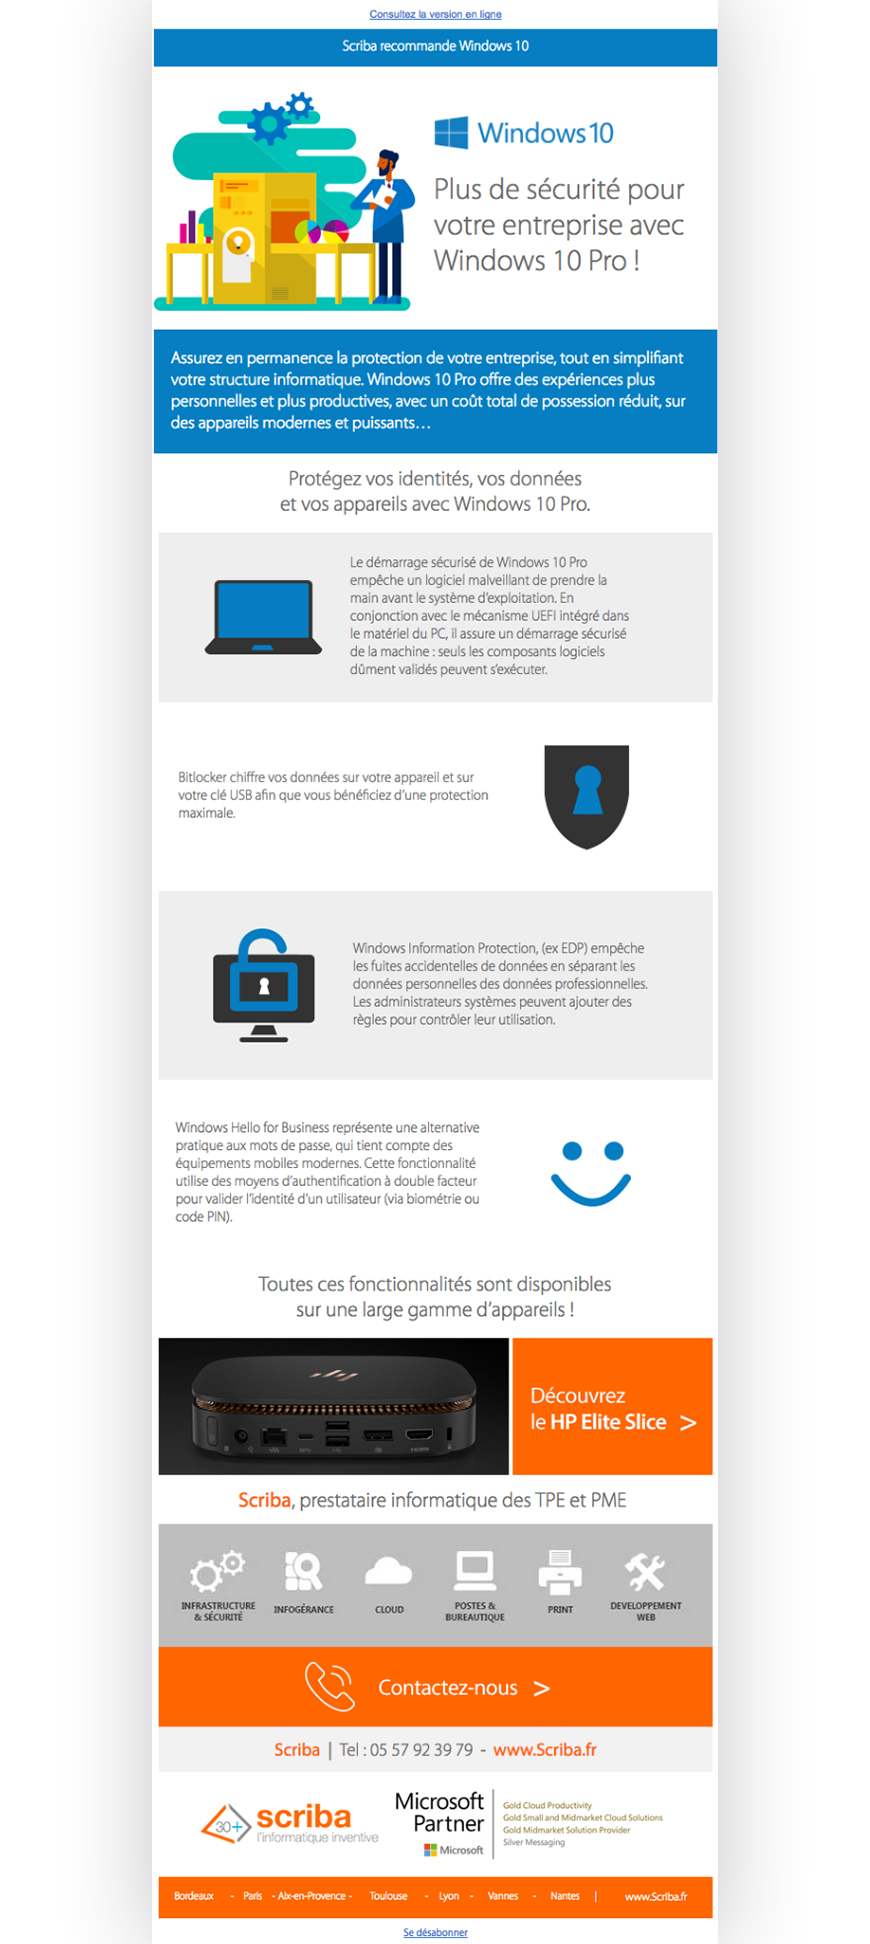 Consultez la version en ligne
Scriba recommande Windows 10
Windows 10
Plus de sécurité pour
votre entreprise avec
Windows 10 Pro !
Assurez en permanence la protection de votre entreprise, tout en simplifiant
votre structure informatique. Windows 10 Pro offre des expériences plus
personnelles et plus productives, avec un coût total de possession réduit, sur
des appareils modernes et puissants…
Protégez vos identités, vos données
et vos appareils avec Windows 10 Pro.
Le démarrage sécurisé de Windows 10 Pro
empêche un logiciel malveillant de prendre la
main avant le système d'exploitation. En
conjonction avec le mécanisme UEFI intégré dans
le matériel du PC, il assure un démarrage sécurisé
de la machine : seuls les composants logiciels
dûment validés peuvent s'exécuter.
Bitlocker chiffre vos données sur votre appareil et sur
votre clé USB afin que vous bénéficiez d'une protection
maximale.
Windows Information Protection, (ex EDP) empêche
les fuites accidentelles de données en séparant les
données personnelles des données professionnelles.
Les administrateurs systèmes peuvent ajouter des
règles pour contrôler leur utilisation.
Windows Hello for Business représente une alternative
pratique aux mots de passe, qui tient compte des
équipements mobiles modernes. Cette fonctionnalité
utilise des moyens d'authentification à double facteur
pour valider l'identité d'un utilisateur (via biométrie ou
code PIN).
Toutes ces fonctionnalités sont disponibles
sur une large gamme d'appareils !
Découvrez
le HP Elite Slice >
Scriba, prestataire informatique des TPE et PME
INFRASTRUCTURE
& SÉCURITÉ
INFOGÉRANCE
CLOUD
POSTES &
BUREAUTIQUE
PRINT
DEVELOPPEMENT
WEB
Contactez-nous >
Scriba | Tel : 05 57 92 39 79 - www.Scriba.fr
30+ scriba
l'informatique inventive
Microsoft
Partner
Microsoft
Gold Cloud Productivity
Gold Small and Midmarket Cloud Solutions
Gold Midmarket Solution Provider
Silver Messaging
Bordeaux - Paris - Aix-en-Provence - Toulouse - Lyon - Vannes - Nantes | www.Scriba.fr
Se désabonner